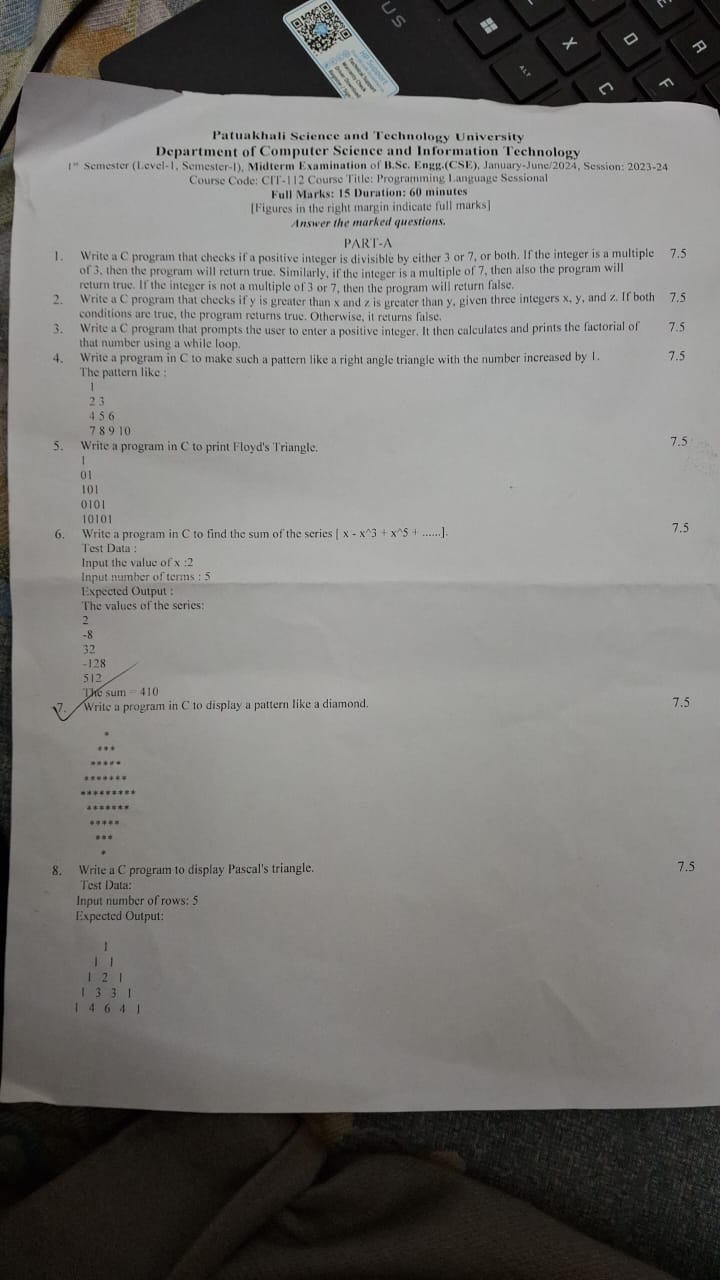 US
ALT
X
D
C
F
R
Patuakhali Science and Technology University
Department of Computer Science and Information Technology
1st Semester (Level-1, Semester-I), Midterm Examination of B.Sc. Engg.(CSE), January-June/2024, Session: 2023-24
Course Code: CIT-112 Course Title: Programming Language Sessional
Full Marks: 15 Duration: 60 minutes
[Figures in the right margin indicate full marks]
Answer the marked questions.
PART-A
1. Write a C program that checks if a positive integer is divisible by either 3 or 7, or both. If the integer is a multiple 7.5
of 3, then the program will return true. Similarly, if the integer is a multiple of 7, then also the program will
return true. If the integer is not a multiple of 3 or 7, then the program will return false.
2. Write a C program that checks if y is greater than x and z is greater than y, given three integers x, y, and z. If both 7.5
conditions are true, the program returns true. Otherwise, it returns false.
3. Write a C program that prompts the user to enter a positive integer. It then calculates and prints the factorial of 7.5
that number using a while loop.
4. Write a program in C to make such a pattern like a right angle triangle with the number increased by 1. 7.5
The pattern like :
1
2 3
4 5 6
7 8 9 10
5. Write a program in C to print Floyd's Triangle. 7.5
1
01
101
0101
10101
6. Write a program in C to find the sum of the series [ x - x^3 + x^5 + ......]. 7.5
Test Data :
Input the value of x :2
Input number of terms : 5
Expected Output :
The values of the series:
2
-8
32
-128
512
The sum = 410
7. Write a program in C to display a pattern like a diamond. 7.5
*
***
*****
*******
*********
*******
*****
***
*
8. Write a C program to display Pascal's triangle. 7.5
Test Data:
Input number of rows: 5
Expected Output:
1
1 1
1 2 1
1 3 3 1
1 4 6 4 1